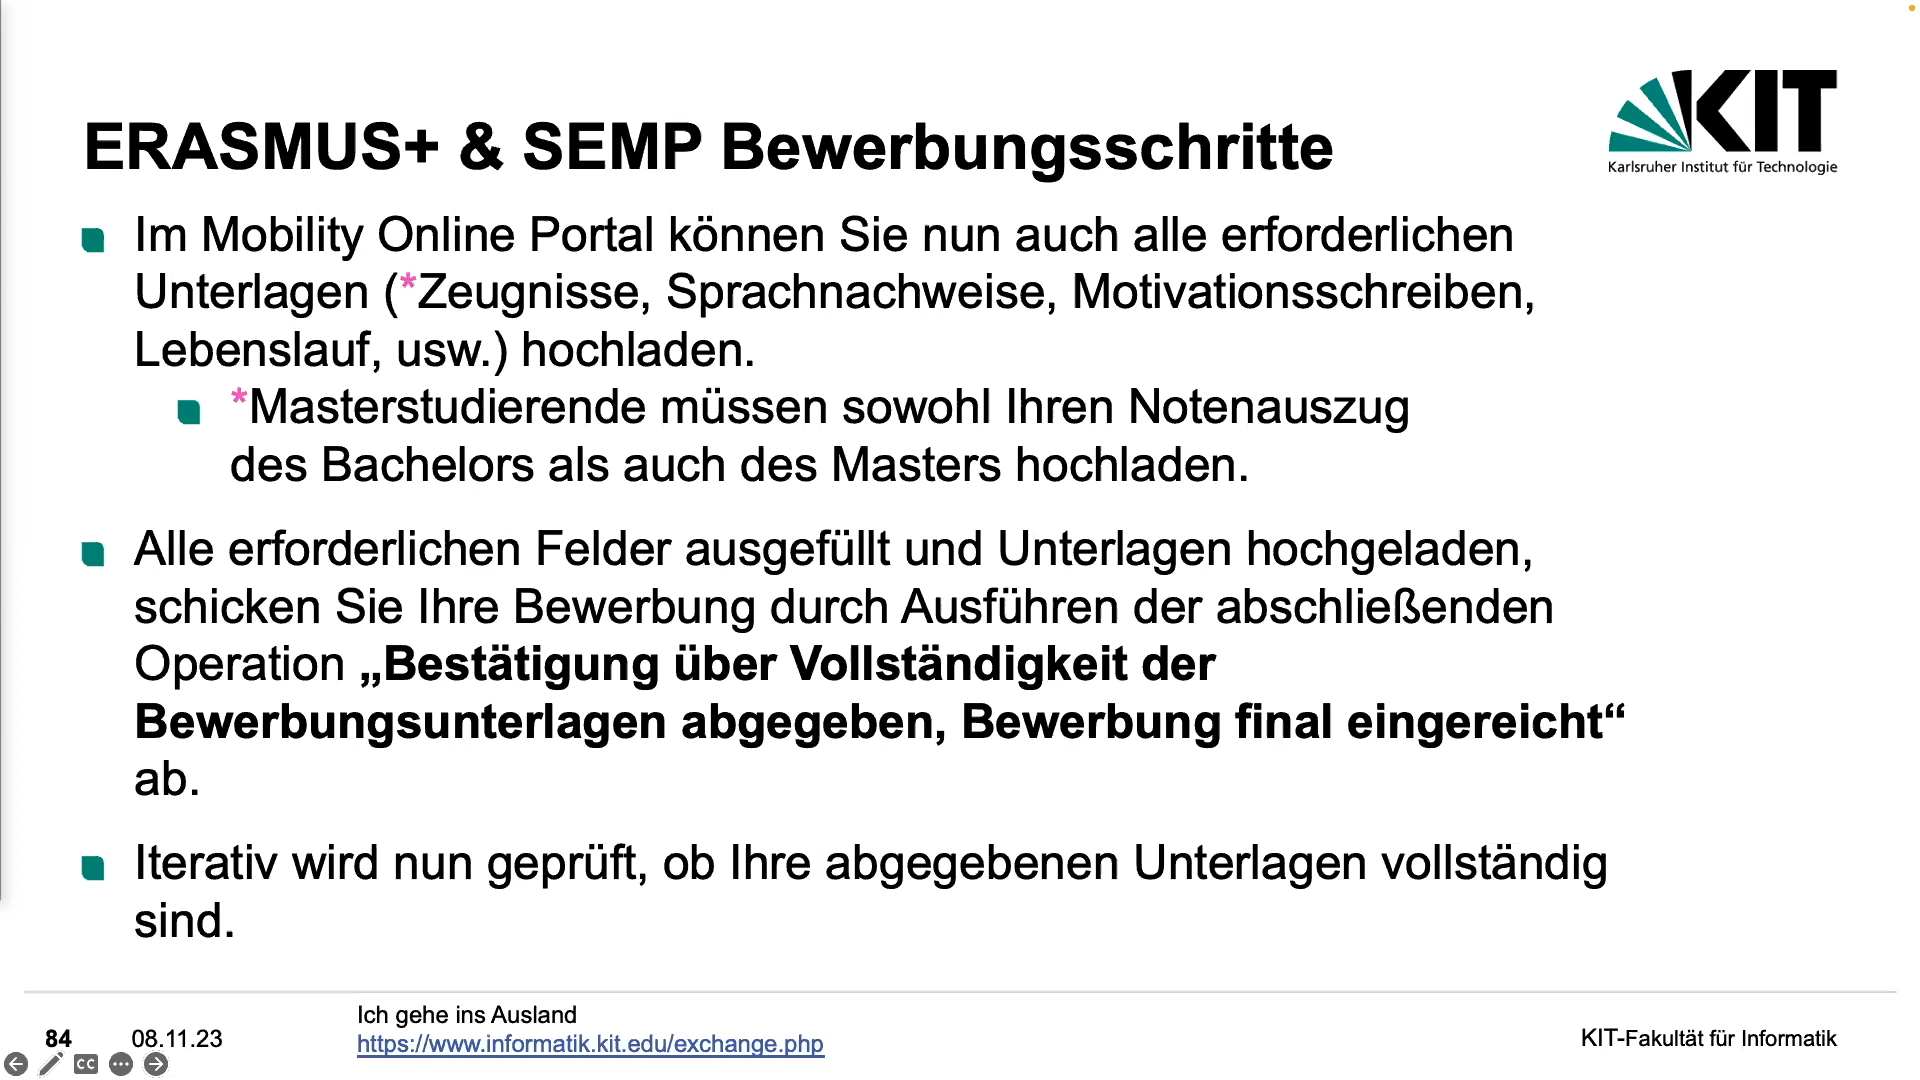 KIT
Karlsruher Institut für Technologie
ERASMUS+ & SEMP Bewerbungsschritte
Im Mobility Online Portal können Sie nun auch alle erforderlichen
Unterlagen (*Zeugnisse, Sprachnachweise, Motivationsschreiben,
Lebenslauf, usw.) hochladen.
*Masterstudierende müssen sowohl Ihren Notenauszug
des Bachelors als auch des Masters hochladen.
Alle erforderlichen Felder ausgefüllt und Unterlagen hochgeladen,
schicken Sie Ihre Bewerbung durch Ausführen der abschließenden
Operation „Bestätigung über Vollständigkeit der
Bewerbungsunterlagen abgegeben, Bewerbung final eingereicht“
ab.
Iterativ wird nun geprüft, ob Ihre abgegebenen Unterlagen vollständig
sind.
84
08.11.23
Ich gehe ins Ausland
https://www.informatik.kit.edu/exchange.php
KIT-Fakultät für Informatik
CC